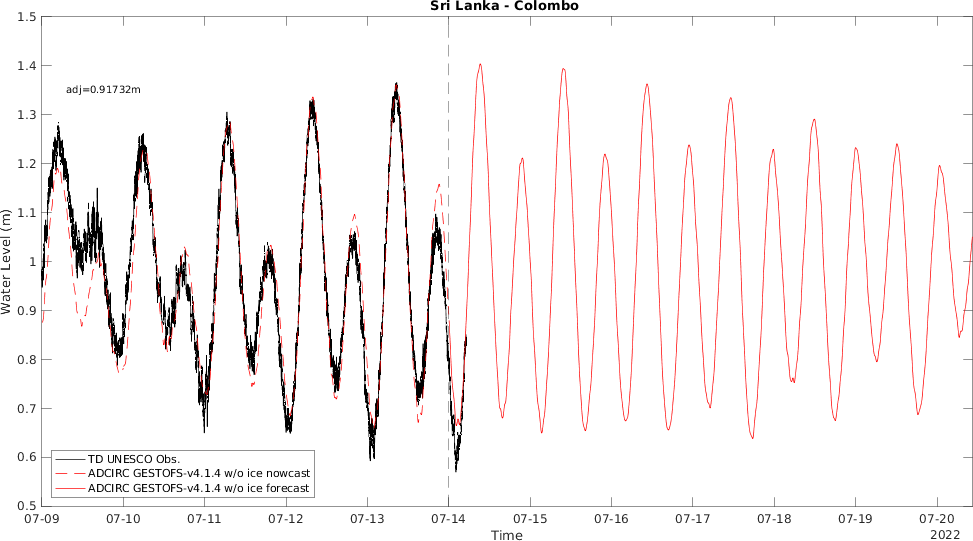 Sri Lanka - Colombo
1.5
1.4
1.3
1.2
1.1
1
0.9
0.8
0.7
0.6
0.5
Water Level (m)
adj=0.91732m
TD UNESCO Obs.
ADCIRC GESTOFS-v4.1.4 w/o ice nowcast
ADCIRC GESTOFS-v4.1.4 w/o ice forecast
07-09 07-10 07-11 07-12 07-13 07-14 07-15 07-16 07-17 07-18 07-19 07-20
Time
2022